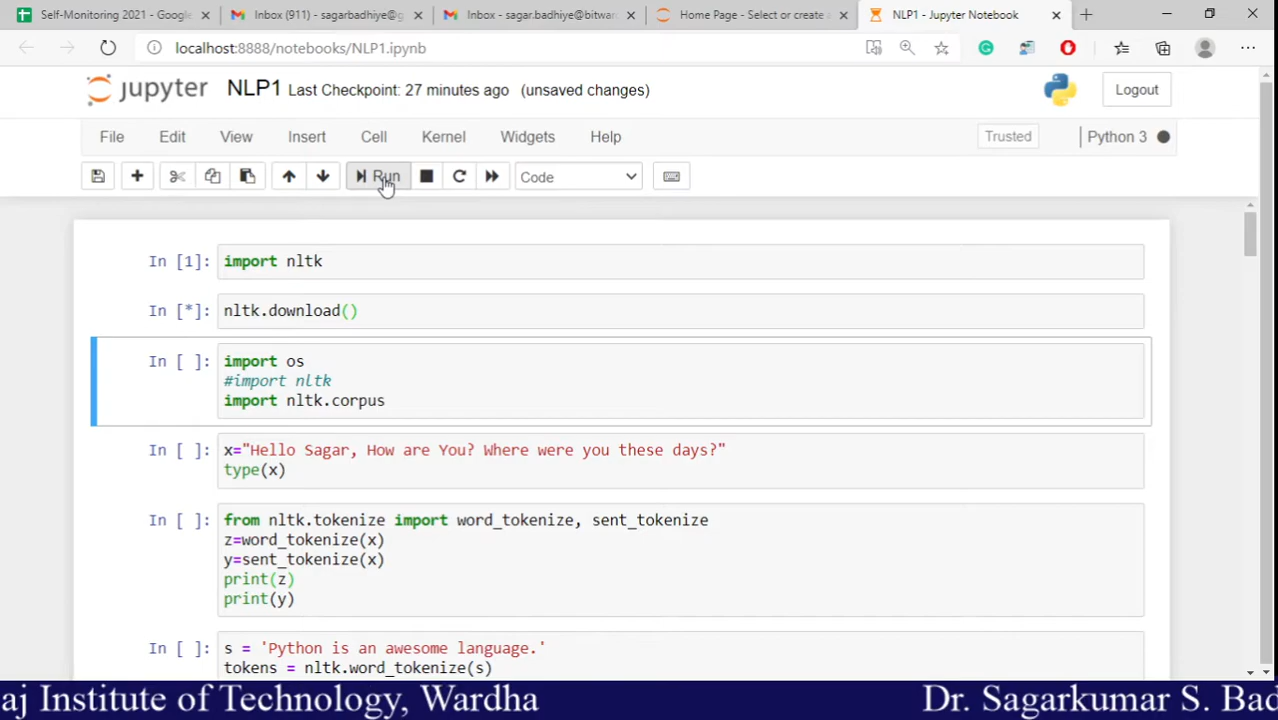 Self-Monitoring 2021 - Google
Inbox (911) - sagarbadhiye@g
Inbox - sagar.badhiye@bitwar
Home Page - Select or create a
NLP1 - Jupyter Notebook
localhost:8888/notebooks/NLP1.ipynb
jupyter NLP1 Last Checkpoint: 27 minutes ago (unsaved changes)
Logout
File Edit View Insert Cell Kernel Widgets Help
Trusted
Python 3
Run
Code
In [1]: import nltk
In [*]: nltk.download()
In [ ]: import os
#import nltk
import nltk.corpus
In [ ]: x="Hello Sagar, How are You? Where were you these days?"
type(x)
In [ ]: from nltk.tokenize import word_tokenize, sent_tokenize
z=word_tokenize(x)
y=sent_tokenize(x)
print(z)
print(y)
In [ ]: s = 'Python is an awesome language.'
tokens = nltk.word_tokenize(s)
aj Institute of Technology, Wardha
Dr. Sagarkumar S. Bad